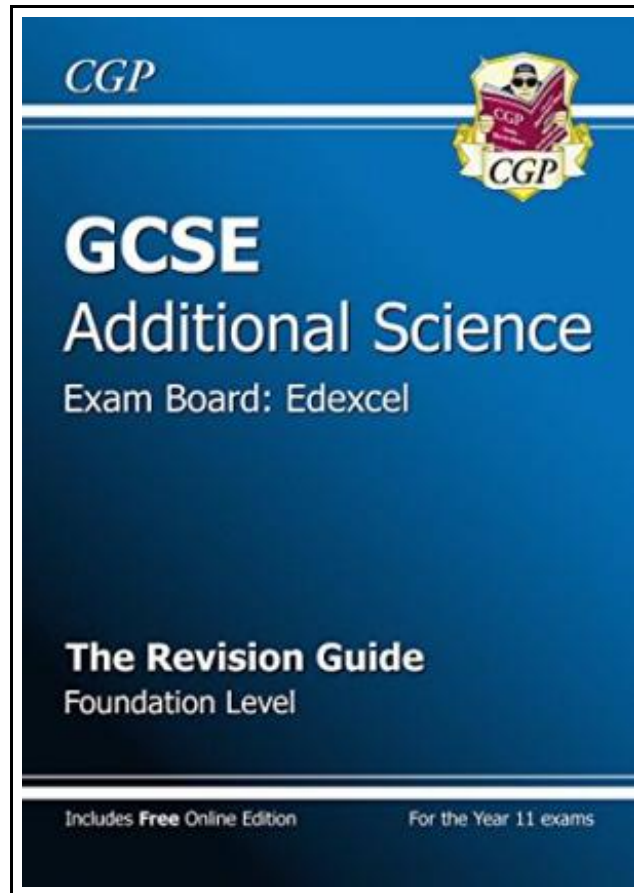 CGP
CGP
CGP
GCSE
Additional Science
Exam Board: Edexcel
The Revision Guide
Foundation Level
Includes Free Online Edition
For the Year 11 exams